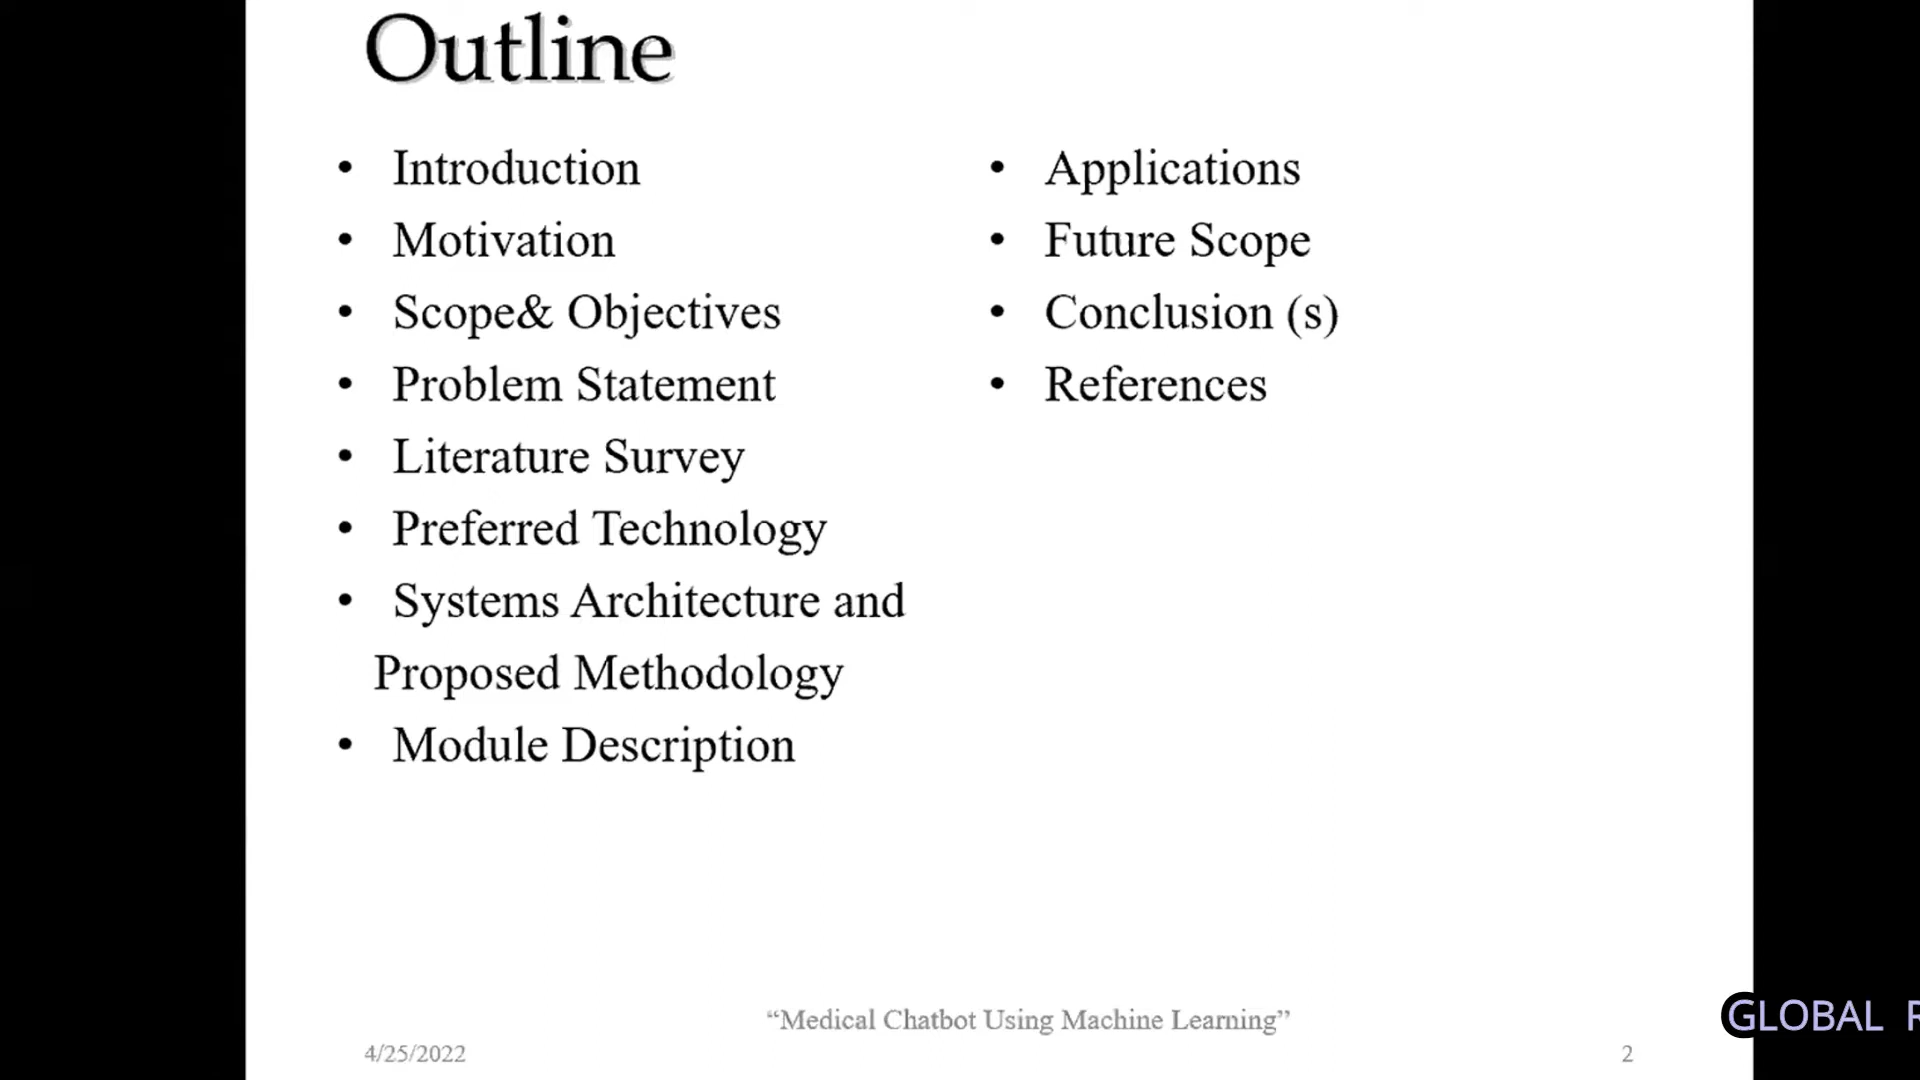 Outline
• Introduction
• Motivation
• Scope& Objectives
• Problem Statement
• Literature Survey
• Preferred Technology
• Systems Architecture and
Proposed Methodology
• Module Description
• Applications
• Future Scope
• Conclusion (s)
• References
“Medical Chatbot Using Machine Learning”
4/25/2022
2
GLOBAL